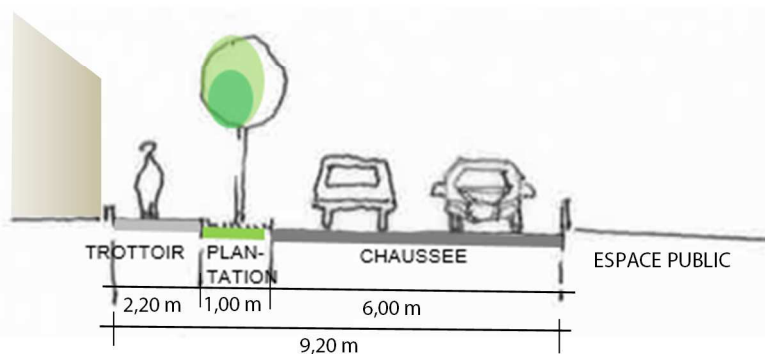 TROTTOIR
PLAN-
TATION
CHAUSSEE
ESPACE PUBLIC
2,20 m
1,00 m
6,00 m
9,20 m